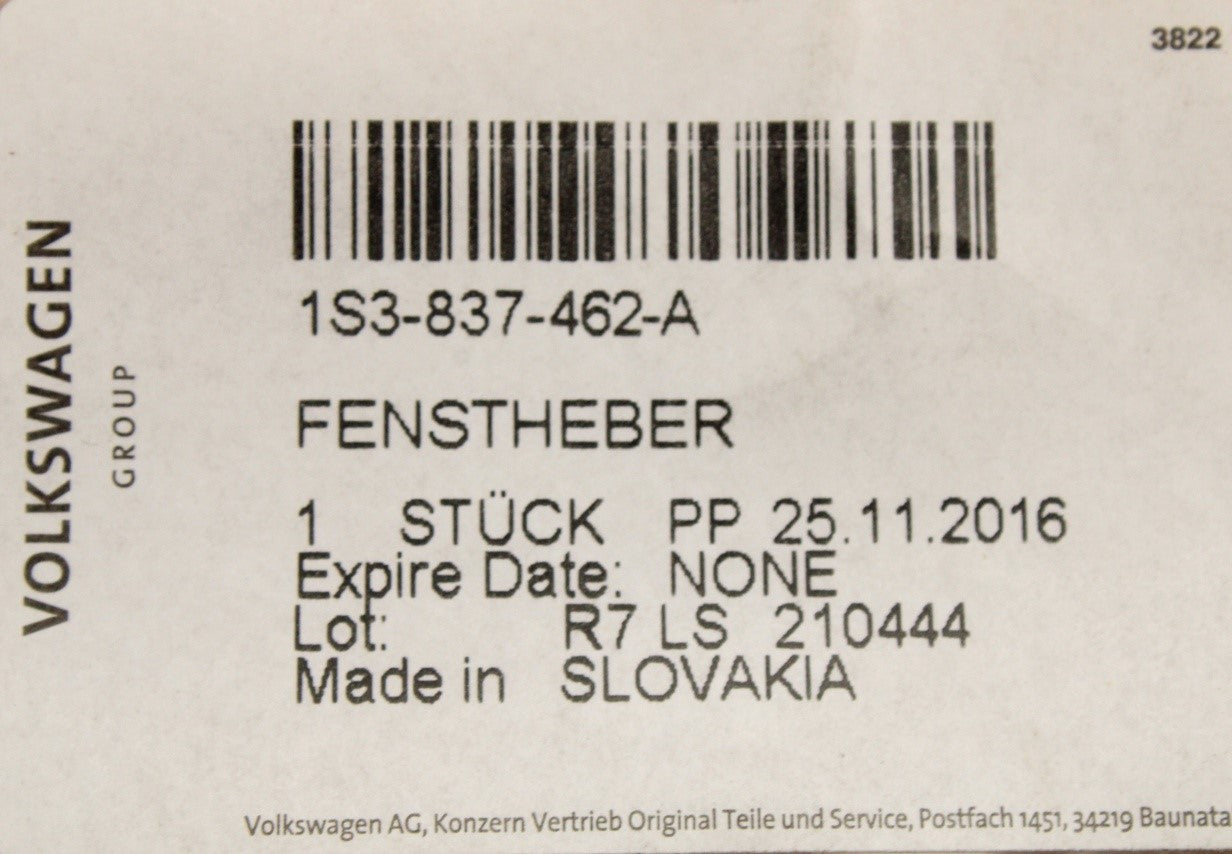 3822
VOLKSWAGEN
GROUP
1S3-837-462-A
FENSTHEBER
1 STÜCK PP 25.11.2016
Expire Date: NONE
Lot: R7 LS 210444
Made in SLOVAKIA
Volkswagen AG, Konzern Vertrieb Original Teile und Service, Postfach 1451, 34219 Baunata